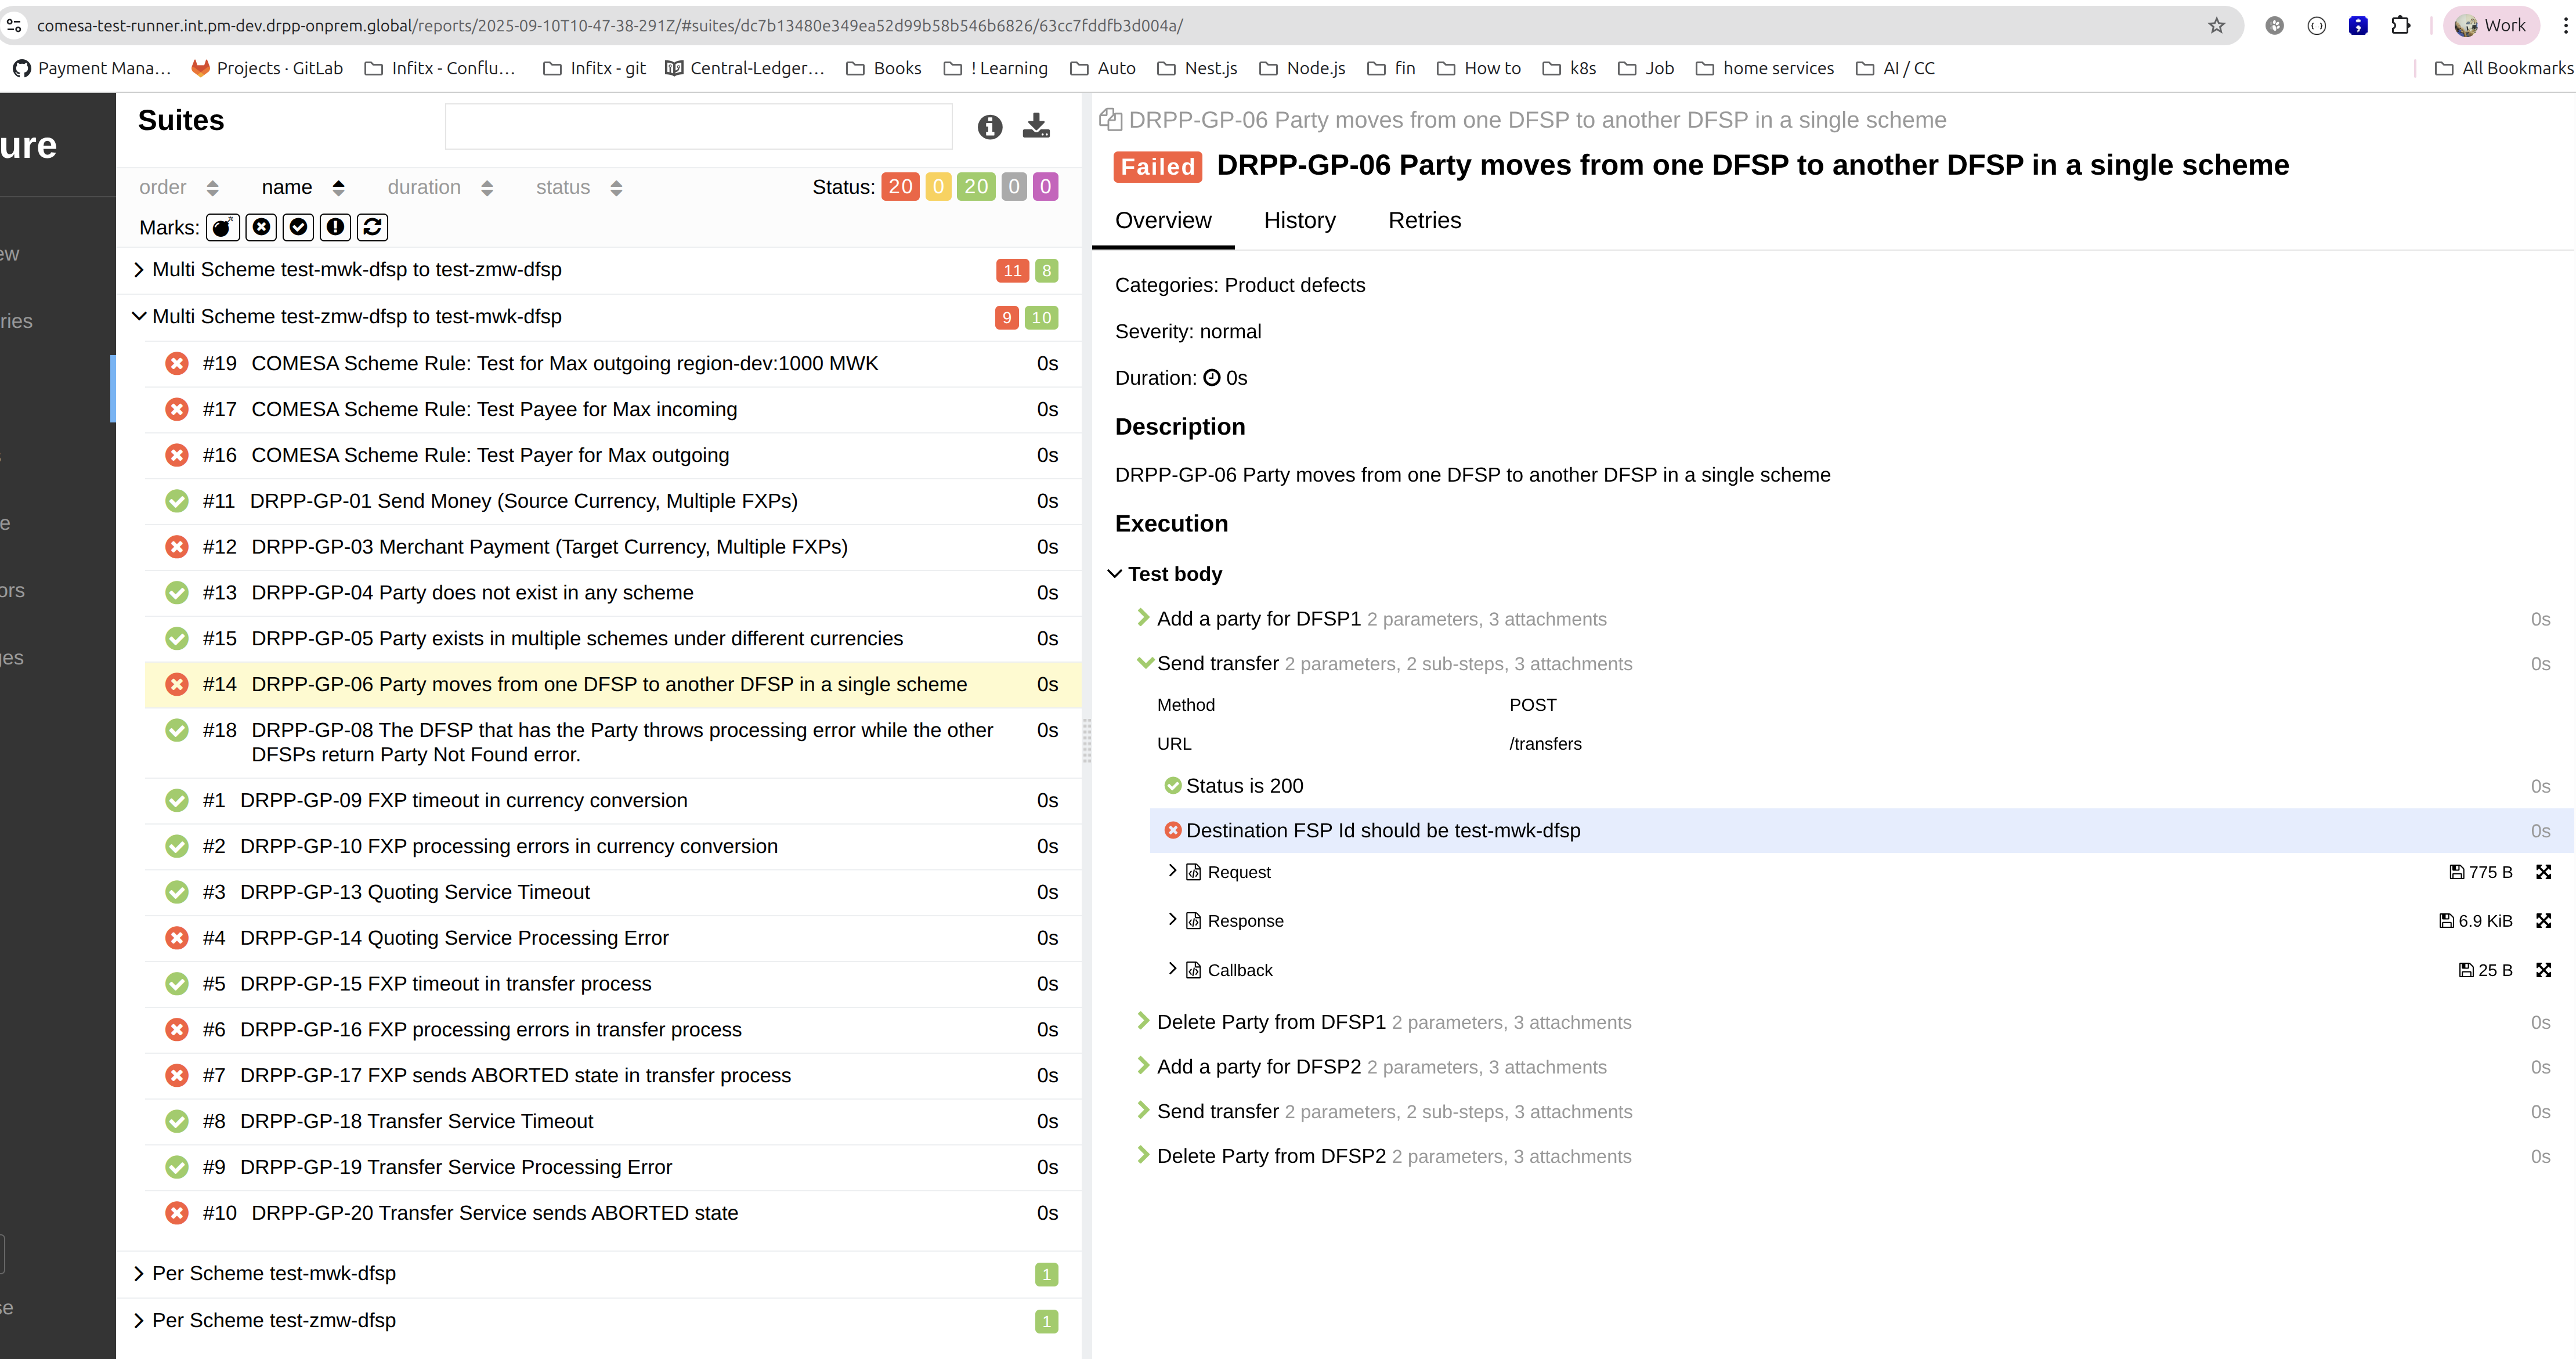 comesa-test-runner.int.pm-dev.drpp-onprem.global/reports/2025-09-10T10-47-38-291Z/#suites/dc7b13480e349ea52d99b58b546b6826/63cc7fddfb3d004a/
Work
Payment Mana...
Projects · GitLab
Infitx - Conflu...
Infitx - git
Central-Ledger...
Books
! Learning
Auto
Nest.js
Node.js
fin
How to
k8s
Job
home services
AI / CC
All Bookmarks
ure
ew
ries
s
e
ors
ges
se
Suites
order
name
duration
status
Status: 20 0 20 0 0
Marks:
Multi Scheme test-mwk-dfsp to test-zmw-dfsp 11 8
Multi Scheme test-zmw-dfsp to test-mwk-dfsp 9 10
#19 COMESA Scheme Rule: Test for Max outgoing region-dev:1000 MWK 0s
#17 COMESA Scheme Rule: Test Payee for Max incoming 0s
#16 COMESA Scheme Rule: Test Payer for Max outgoing 0s
#11 DRPP-GP-01 Send Money (Source Currency, Multiple FXPs) 0s
#12 DRPP-GP-03 Merchant Payment (Target Currency, Multiple FXPs) 0s
#13 DRPP-GP-04 Party does not exist in any scheme 0s
#15 DRPP-GP-05 Party exists in multiple schemes under different currencies 0s
#14 DRPP-GP-06 Party moves from one DFSP to another DFSP in a single scheme 0s
#18 DRPP-GP-08 The DFSP that has the Party throws processing error while the other 0s
DFSPs return Party Not Found error.
#1 DRPP-GP-09 FXP timeout in currency conversion 0s
#2 DRPP-GP-10 FXP processing errors in currency conversion 0s
#3 DRPP-GP-13 Quoting Service Timeout 0s
#4 DRPP-GP-14 Quoting Service Processing Error 0s
#5 DRPP-GP-15 FXP timeout in transfer process 0s
#6 DRPP-GP-16 FXP processing errors in transfer process 0s
#7 DRPP-GP-17 FXP sends ABORTED state in transfer process 0s
#8 DRPP-GP-18 Transfer Service Timeout 0s
#9 DRPP-GP-19 Transfer Service Processing Error 0s
#10 DRPP-GP-20 Transfer Service sends ABORTED state 0s
Per Scheme test-mwk-dfsp 1
Per Scheme test-zmw-dfsp 1
DRPP-GP-06 Party moves from one DFSP to another DFSP in a single scheme
Failed DRPP-GP-06 Party moves from one DFSP to another DFSP in a single scheme
Overview
History
Retries
Categories: Product defects
Severity: normal
Duration: 0s
Description
DRPP-GP-06 Party moves from one DFSP to another DFSP in a single scheme
Execution
Test body
Add a party for DFSP1 2 parameters, 3 attachments 0s
Send transfer 2 parameters, 2 sub-steps, 3 attachments 0s
Method POST
URL /transfers
Status is 200 0s
Destination FSP Id should be test-mwk-dfsp 0s
Request 775 B
Response 6.9 KiB
Callback 25 B
Delete Party from DFSP1 2 parameters, 3 attachments 0s
Add a party for DFSP2 2 parameters, 3 attachments 0s
Send transfer 2 parameters, 2 sub-steps, 3 attachments 0s
Delete Party from DFSP2 2 parameters, 3 attachments 0s